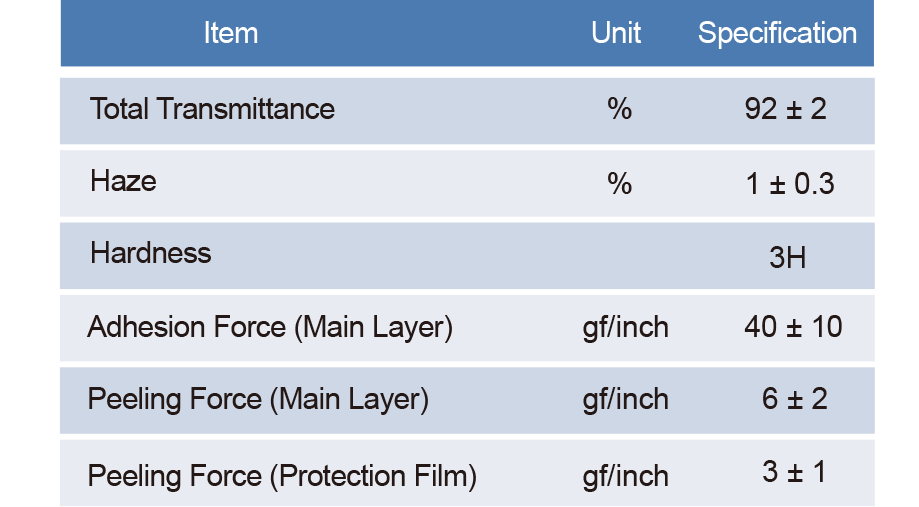 Item Unit Specification
Total Transmittance % 92 ± 2
Haze % 1 ± 0.3
Hardness 3H
Adhesion Force (Main Layer) gf/inch 40 ± 10
Peeling Force (Main Layer) gf/inch 6 ± 2
Peeling Force (Protection Film) gf/inch 3 ± 1